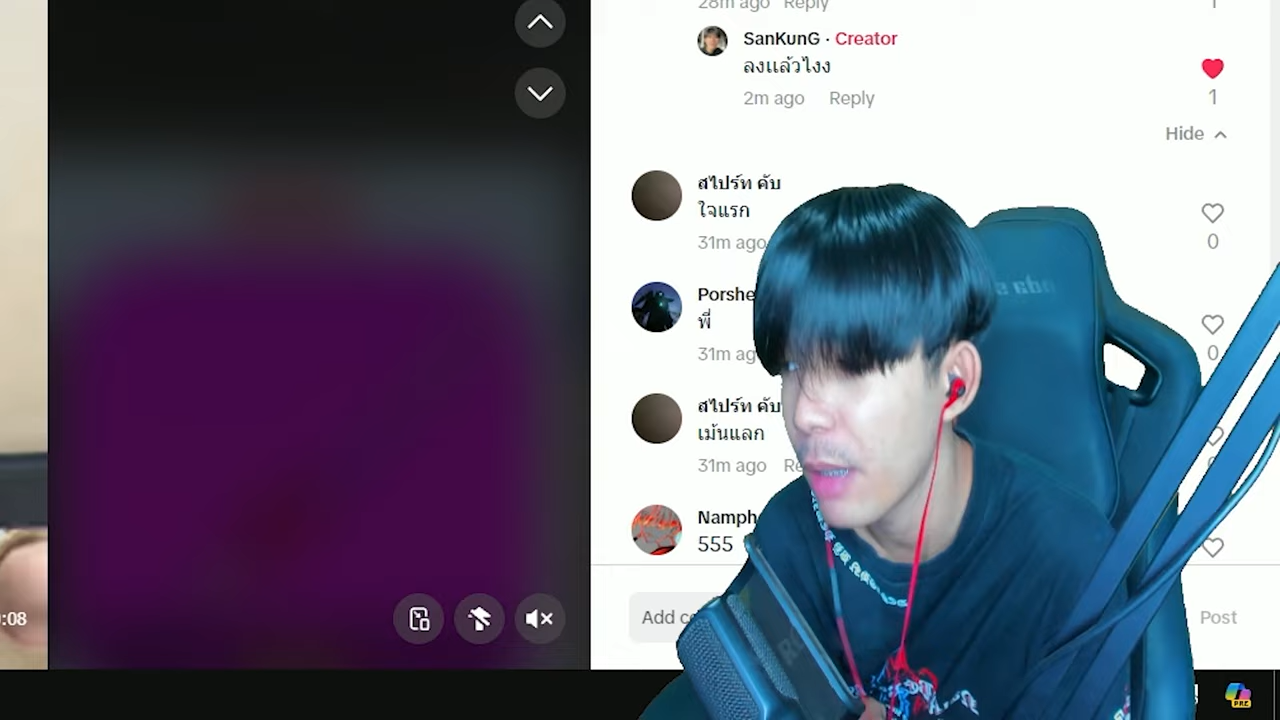 28m ago Reply
1
SanKunG · Creator
ลงแล้วไงง
1
2m ago Reply
Hide
สไปร์ท คับ
ใจแรก
0
31m ago
Porshe
พี่
0
สไปร์ท คับ
เม้นแลก
31m ago
Namph
555
:08
Add
Post
PRE